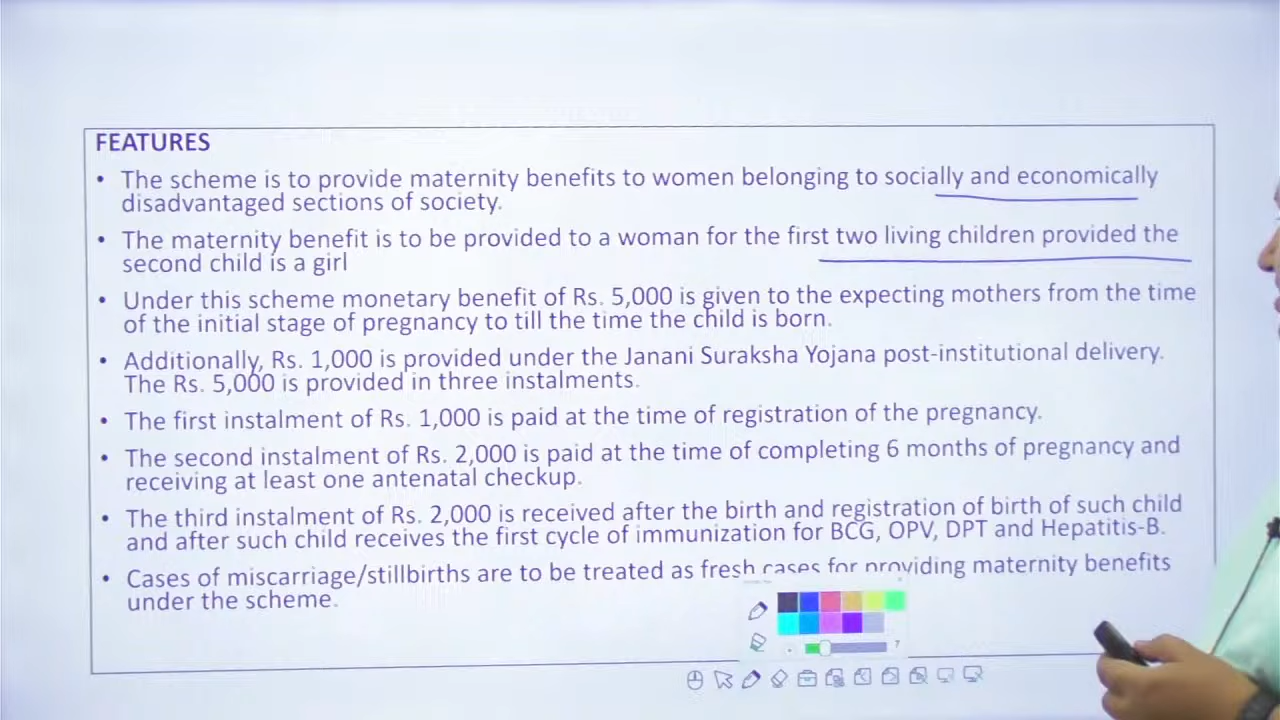 FEATURES
• The scheme is to provide maternity benefits to women belonging to socially and economically
disadvantaged sections of society.
• The maternity benefit is to be provided to a woman for the first two living children provided the
second child is a girl
• Under this scheme monetary benefit of Rs. 5,000 is given to the expecting mothers from the time
of the initial stage of pregnancy to till the time the child is born.
• Additionally, Rs. 1,000 is provided under the Janani Suraksha Yojana post-institutional delivery.
The Rs. 5,000 is provided in three instalments.
• The first instalment of Rs. 1,000 is paid at the time of registration of the pregnancy.
• The second instalment of Rs. 2,000 is paid at the time of completing 6 months of pregnancy and
receiving at least one antenatal checkup.
• The third instalment of Rs. 2,000 is received after the birth and registration of birth of such child
and after such child receives the first cycle of immunization for BCG, OPV, DPT and Hepatitis-B.
• Cases of miscarriage/stillbirths are to be treated as fresh cases for providing maternity benefits
under the scheme.
7